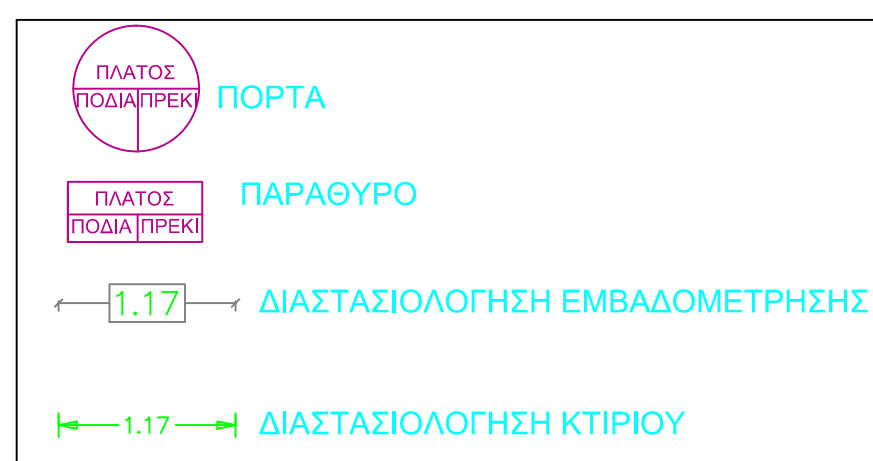 ΠΛΑΤΟΣ
ΠΟΔΙΑ ΠΡΕΚΙ
ΠΟΡΤΑ
ΠΛΑΤΟΣ
ΠΟΔΙΑ ΠΡΕΚΙ
ΠΑΡΑΘΥΡΟ
1.17 ΔΙΑΣΤΑΣΙΟΛΟΓΗΣΗ ΕΜΒΑΔΟΜΕΤΡΗΣΗΣ
1.17 ΔΙΑΣΤΑΣΙΟΛΟΓΗΣΗ ΚΤΙΡΙΟΥ